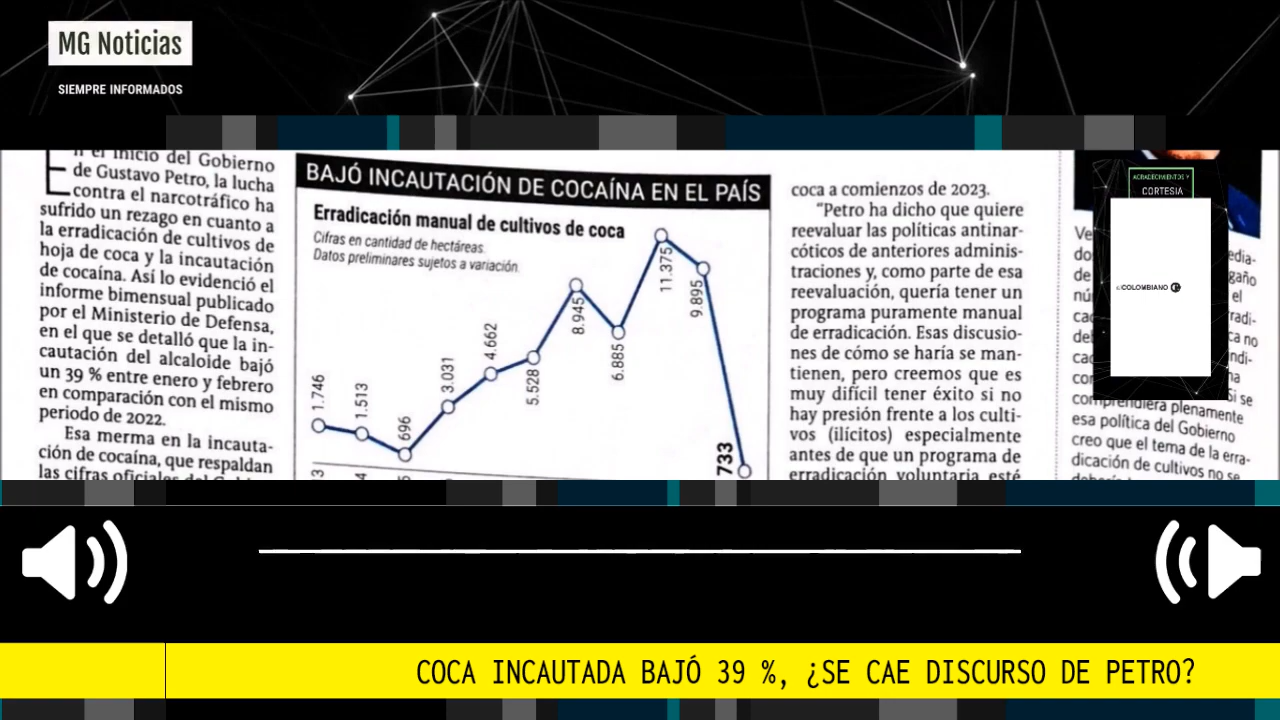 MG Noticias
SIEMPRE INFORMADOS
n el inicio del Gobierno
E
de Gustavo Petro, la lucha
contra el narcotráfico ha
sufrido un rezago en cuanto a
la erradicación de cultivos de
hoja de coca y la incautación
de cocaína. Así lo evidenció el
informe bimensual publicado
por el Ministerio de Defensa,
en el que se detalló que la in-
cautación del alcaloide bajó
un 39 % entre enero y febrero
en comparación con el mismo
periodo de 2022.
Esa merma en la incauta-
ción de cocaína, que respaldan
las cifras oficiales del
BAJÓ INCAUTACIÓN DE COCAÍNA EN EL PAÍS
Erradicación manual de cultivos de coca
Cifras en cantidad de hectáreas.
Datos preliminares sujetos a variación.
1.746
1.513
696
3.031
4.662
5.528
8.945
6.885
11.375
9.895
733
coca a comienzos de 2023.
“Petro ha dicho que quiere
reevaluar las políticas antinar-
cóticos de anteriores adminis-
traciones y, como parte de esa
reevaluación, quería tener un
programa puramente manual
de erradicación. Esas discusio-
nes de cómo se haría se man-
tienen, pero creemos que es
muy difícil tener éxito si no
hay presión frente a los culti-
vos (ilícitos) especialmente
antes de que un programa de
erradicación voluntaria esté
AGRADECIMIENTOS Y
CORTESIA
EL COLOMBIANO
Si se
comprendiera plenamente
esa política del Gobierno
creo que el tema de la erra-
dicación de cultivos no se
COCA INCAUTADA BAJÓ 39 %, ¿SE CAE DISCURSO DE PETRO?